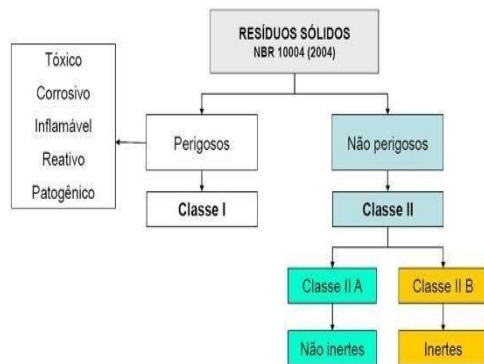 RESÍDUOS SÓLIDOS
NBR 10004 (2004)
Tóxico
Corrosivo
Inflamável
Reativo
Patogênico
Perigosos
Não perigosos
Classe I
Classe II
Classe II A
Classe II B
Não inertes
Inertes